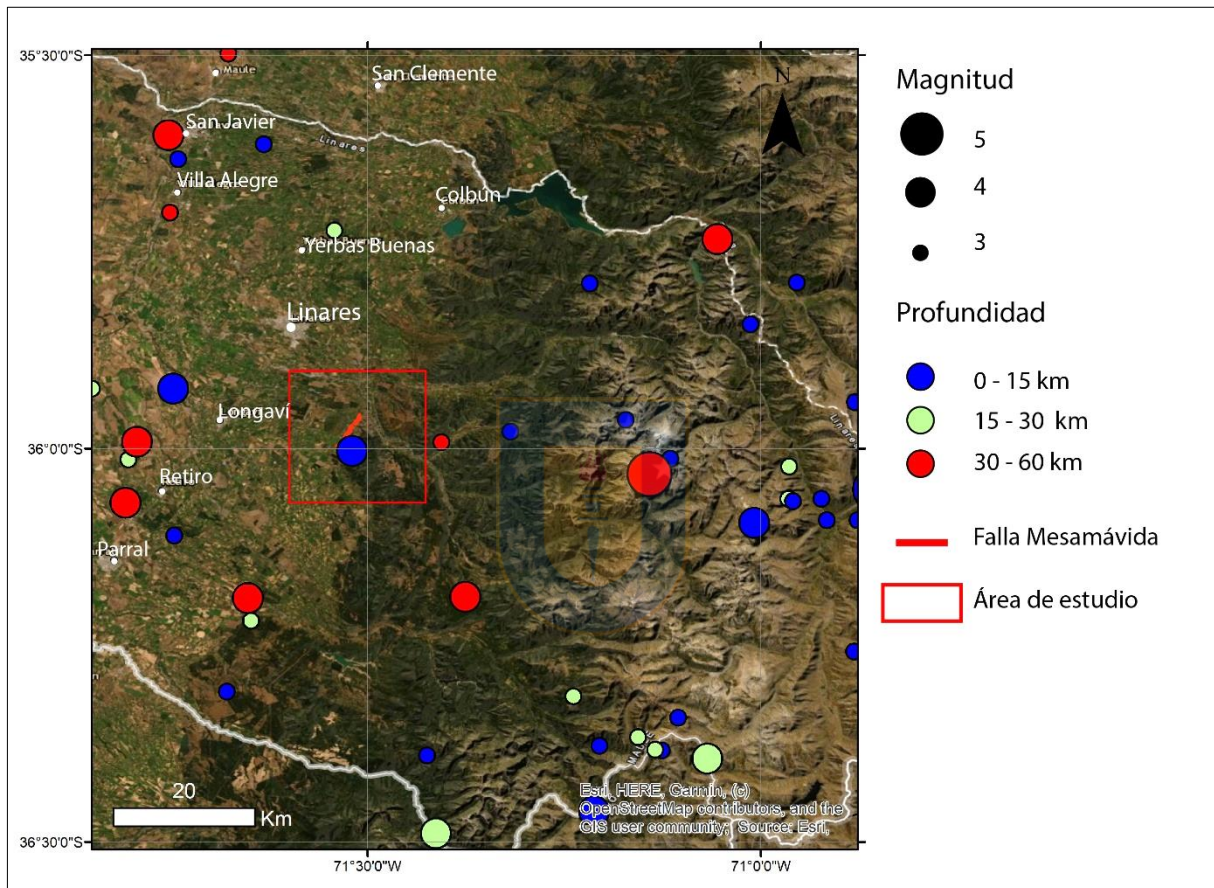 35°30'0"S
36°0'0"S
36°30'0"S
71°30'0"W
71°0'0"W
Maule
San Clemente
N
San Javier
Linares
Villa Alegre
Colbún
Yerbas Buenas
Linares
Longaví
Linares
Retiro
Parral
MAULE
20
Km
Esri, HERE, Garmin, (c)
OpenStreetMap contributors, and the
GIS user community, Source: Esri,
Magnitud
5
4
3
Profundidad
0 - 15 km
15 - 30 km
30 - 60 km
Falla Mesamávida
Área de estudio